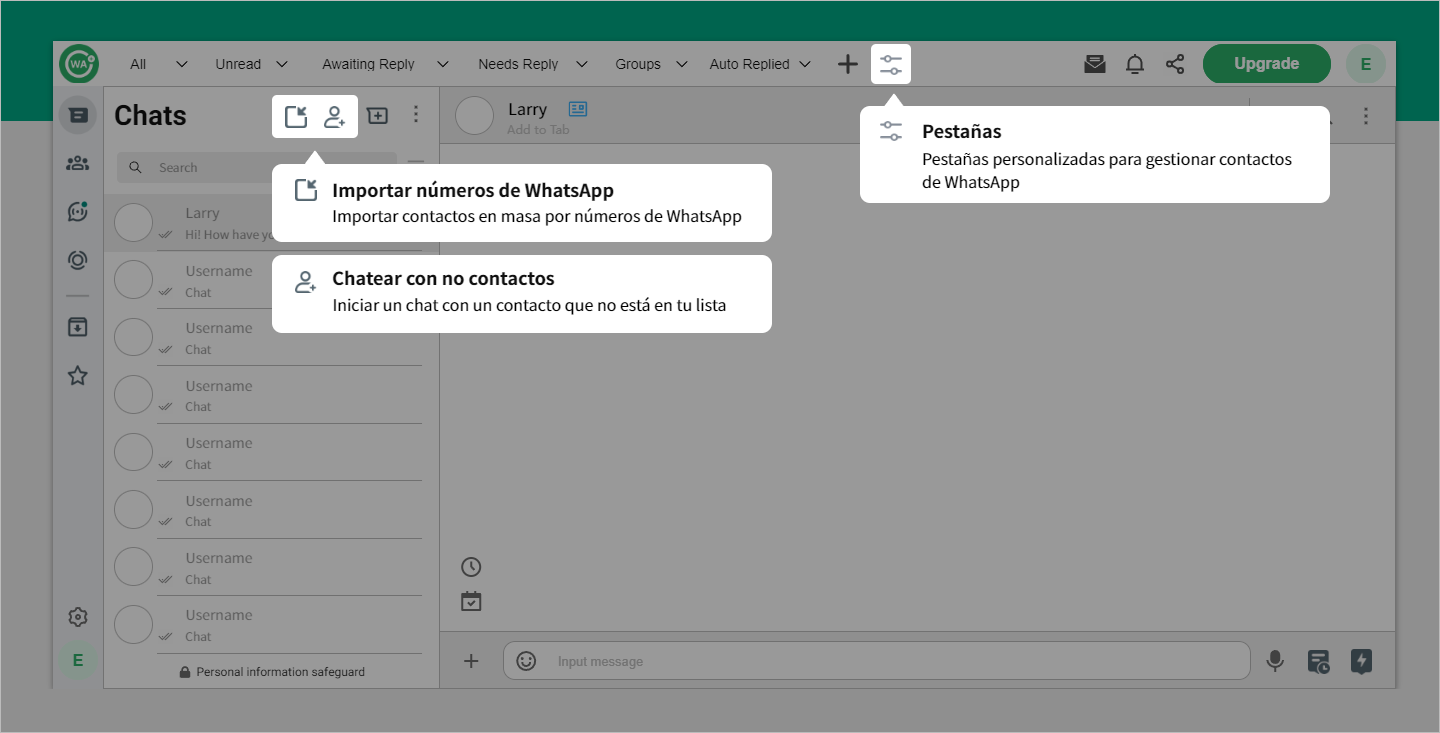 WA
All
Unread
Awaiting Reply
Needs Reply
Groups
Auto Replied
Upgrade
E
Chats
Larry
Add to Tab
Pestañas
Pestañas personalizadas para gestionar contactos
de WhatsApp
Search
Importar números de WhatsApp
Importar contactos en masa por números de WhatsApp
Larry
Hi! How have
Chatear con no contactos
Iniciar un chat con un contacto que no está en tu lista
Username
Chat
Username
Chat
Username
Chat
Username
Chat
Username
Chat
Username
Chat
Username
Chat
E
Input message
Personal information safeguard